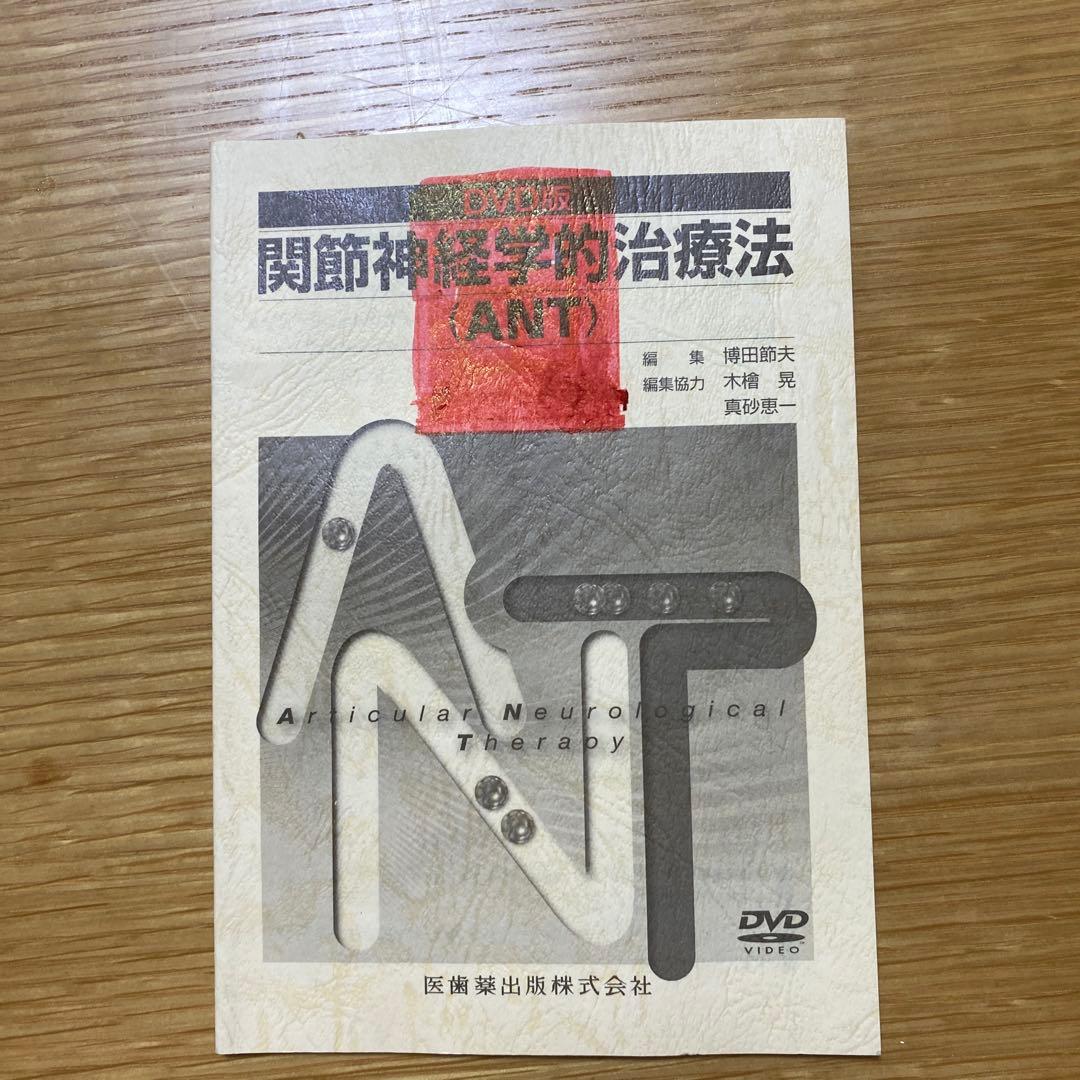 DVD版
関節神経学的治療法
〈ANT〉
編集 博田節夫
編集協力 木檜 晃
真砂恵一
Articular Neurological
Therapy
DVD
VIDEO
TM
医歯薬出版株式会社